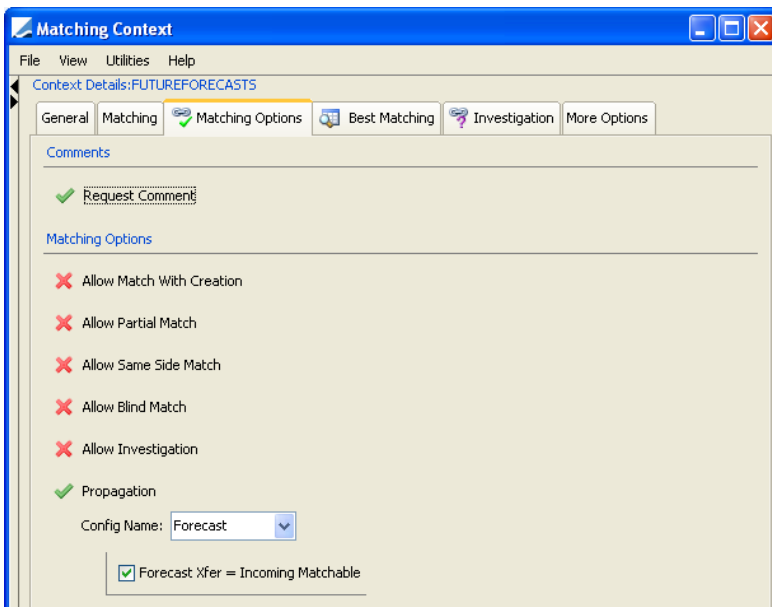 Matching Context
File View Utilities Help
Context Details:FUTUREFORECASTS
General Matching Matching Options Best Matching Investigation More Options
Comments
Request Comment
Matching Options
Allow Match With Creation
Allow Partial Match
Allow Same Side Match
Allow Blind Match
Allow Investigation
Propagation
Config Name: Forecast
Forecast Xfer = Incoming Matchable